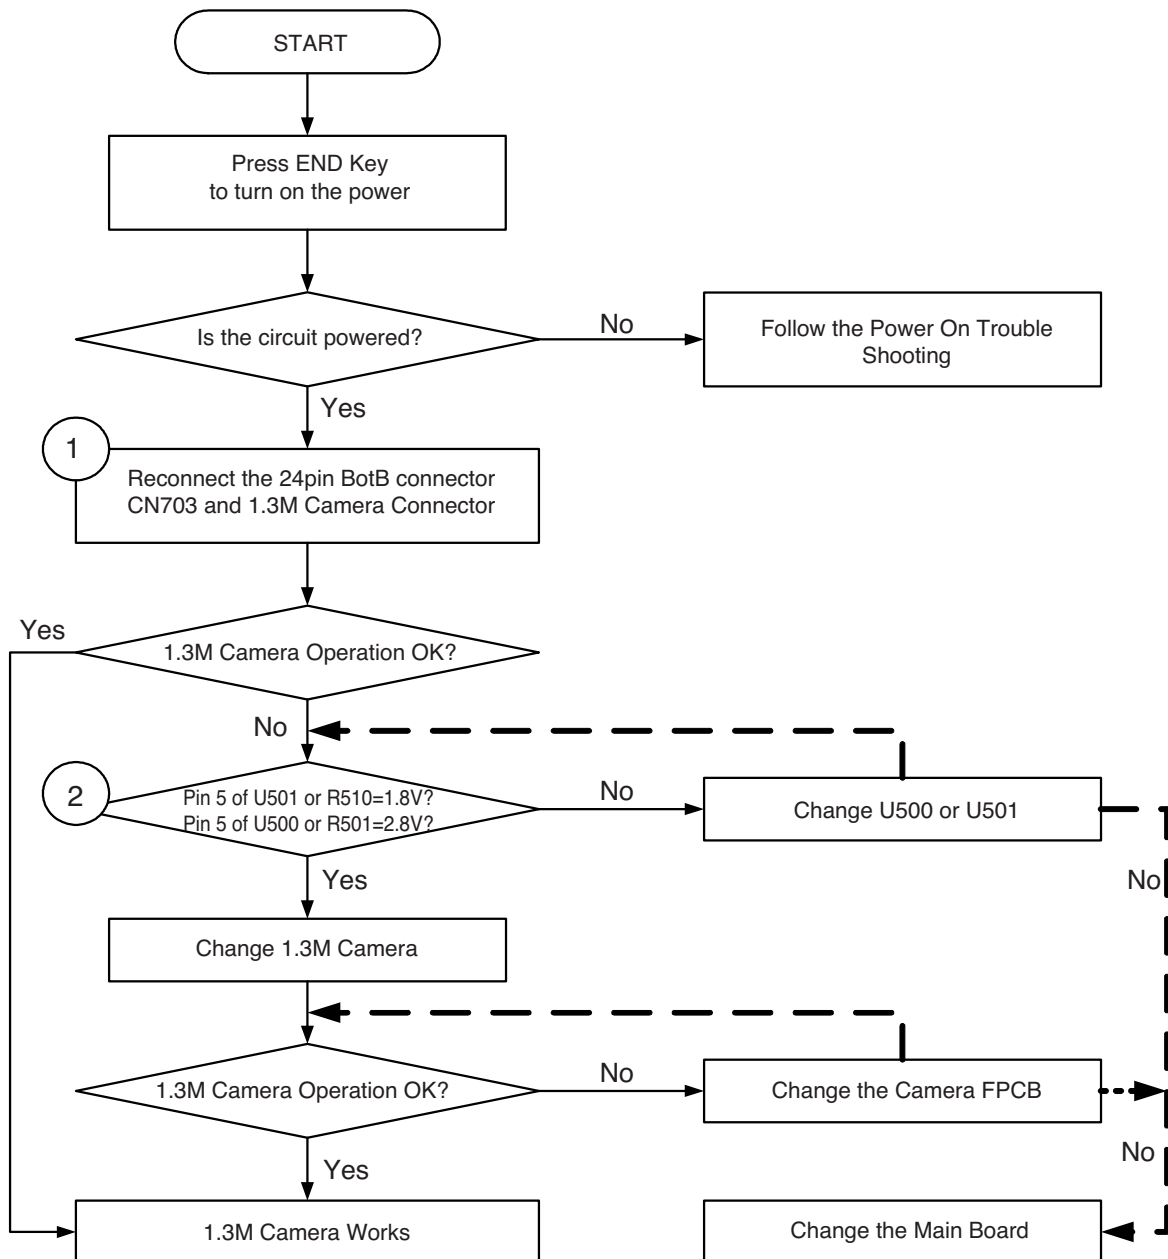 START
Press END Key
to turn on the power
Is the circuit powered?
No
Follow the Power On Trouble
Shooting
Yes
1
Reconnect the 24pin BotB connector
CN703 and 1.3M Camera Connector
Yes
1.3M Camera Operation OK?
No
2
Pin 5 of U501 or R510=1.8V?
Pin 5 of U500 or R501=2.8V?
No
Change U500 or U501
No
Yes
Change 1.3M Camera
1.3M Camera Operation OK?
No
Change the Camera FPCB
No
Yes
1.3M Camera Works
Change the Main Board